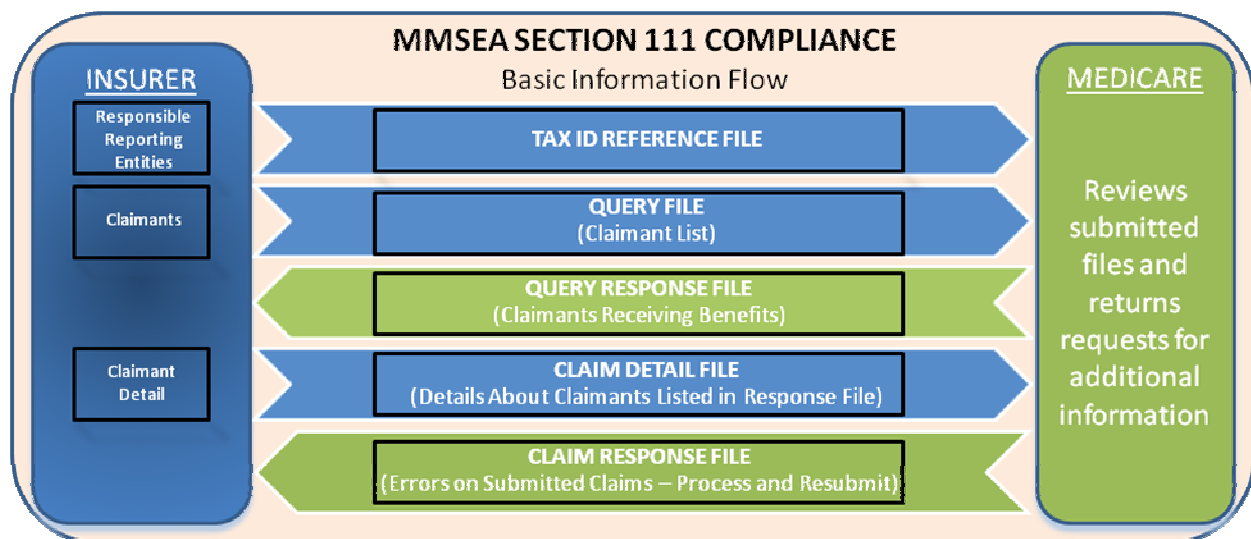 MMSEA SECTION 111 COMPLIANCE
Basic Information Flow
INSURER
Responsible
Reporting
Entities
Claimants
Claimant
Detail
TAX ID REFERENCE FILE
QUERY FILE
(Claimant List)
QUERY RESPONSE FILE
(Claimants Receiving Benefits)
CLAIM DETAIL FILE
(Details About Claimants Listed in Response File)
CLAIM RESPONSE FILE
(Errors on Submitted Claims – Process and Resubmit)
MEDICARE
Reviews
submitted
files and
returns
requests for
additional
information